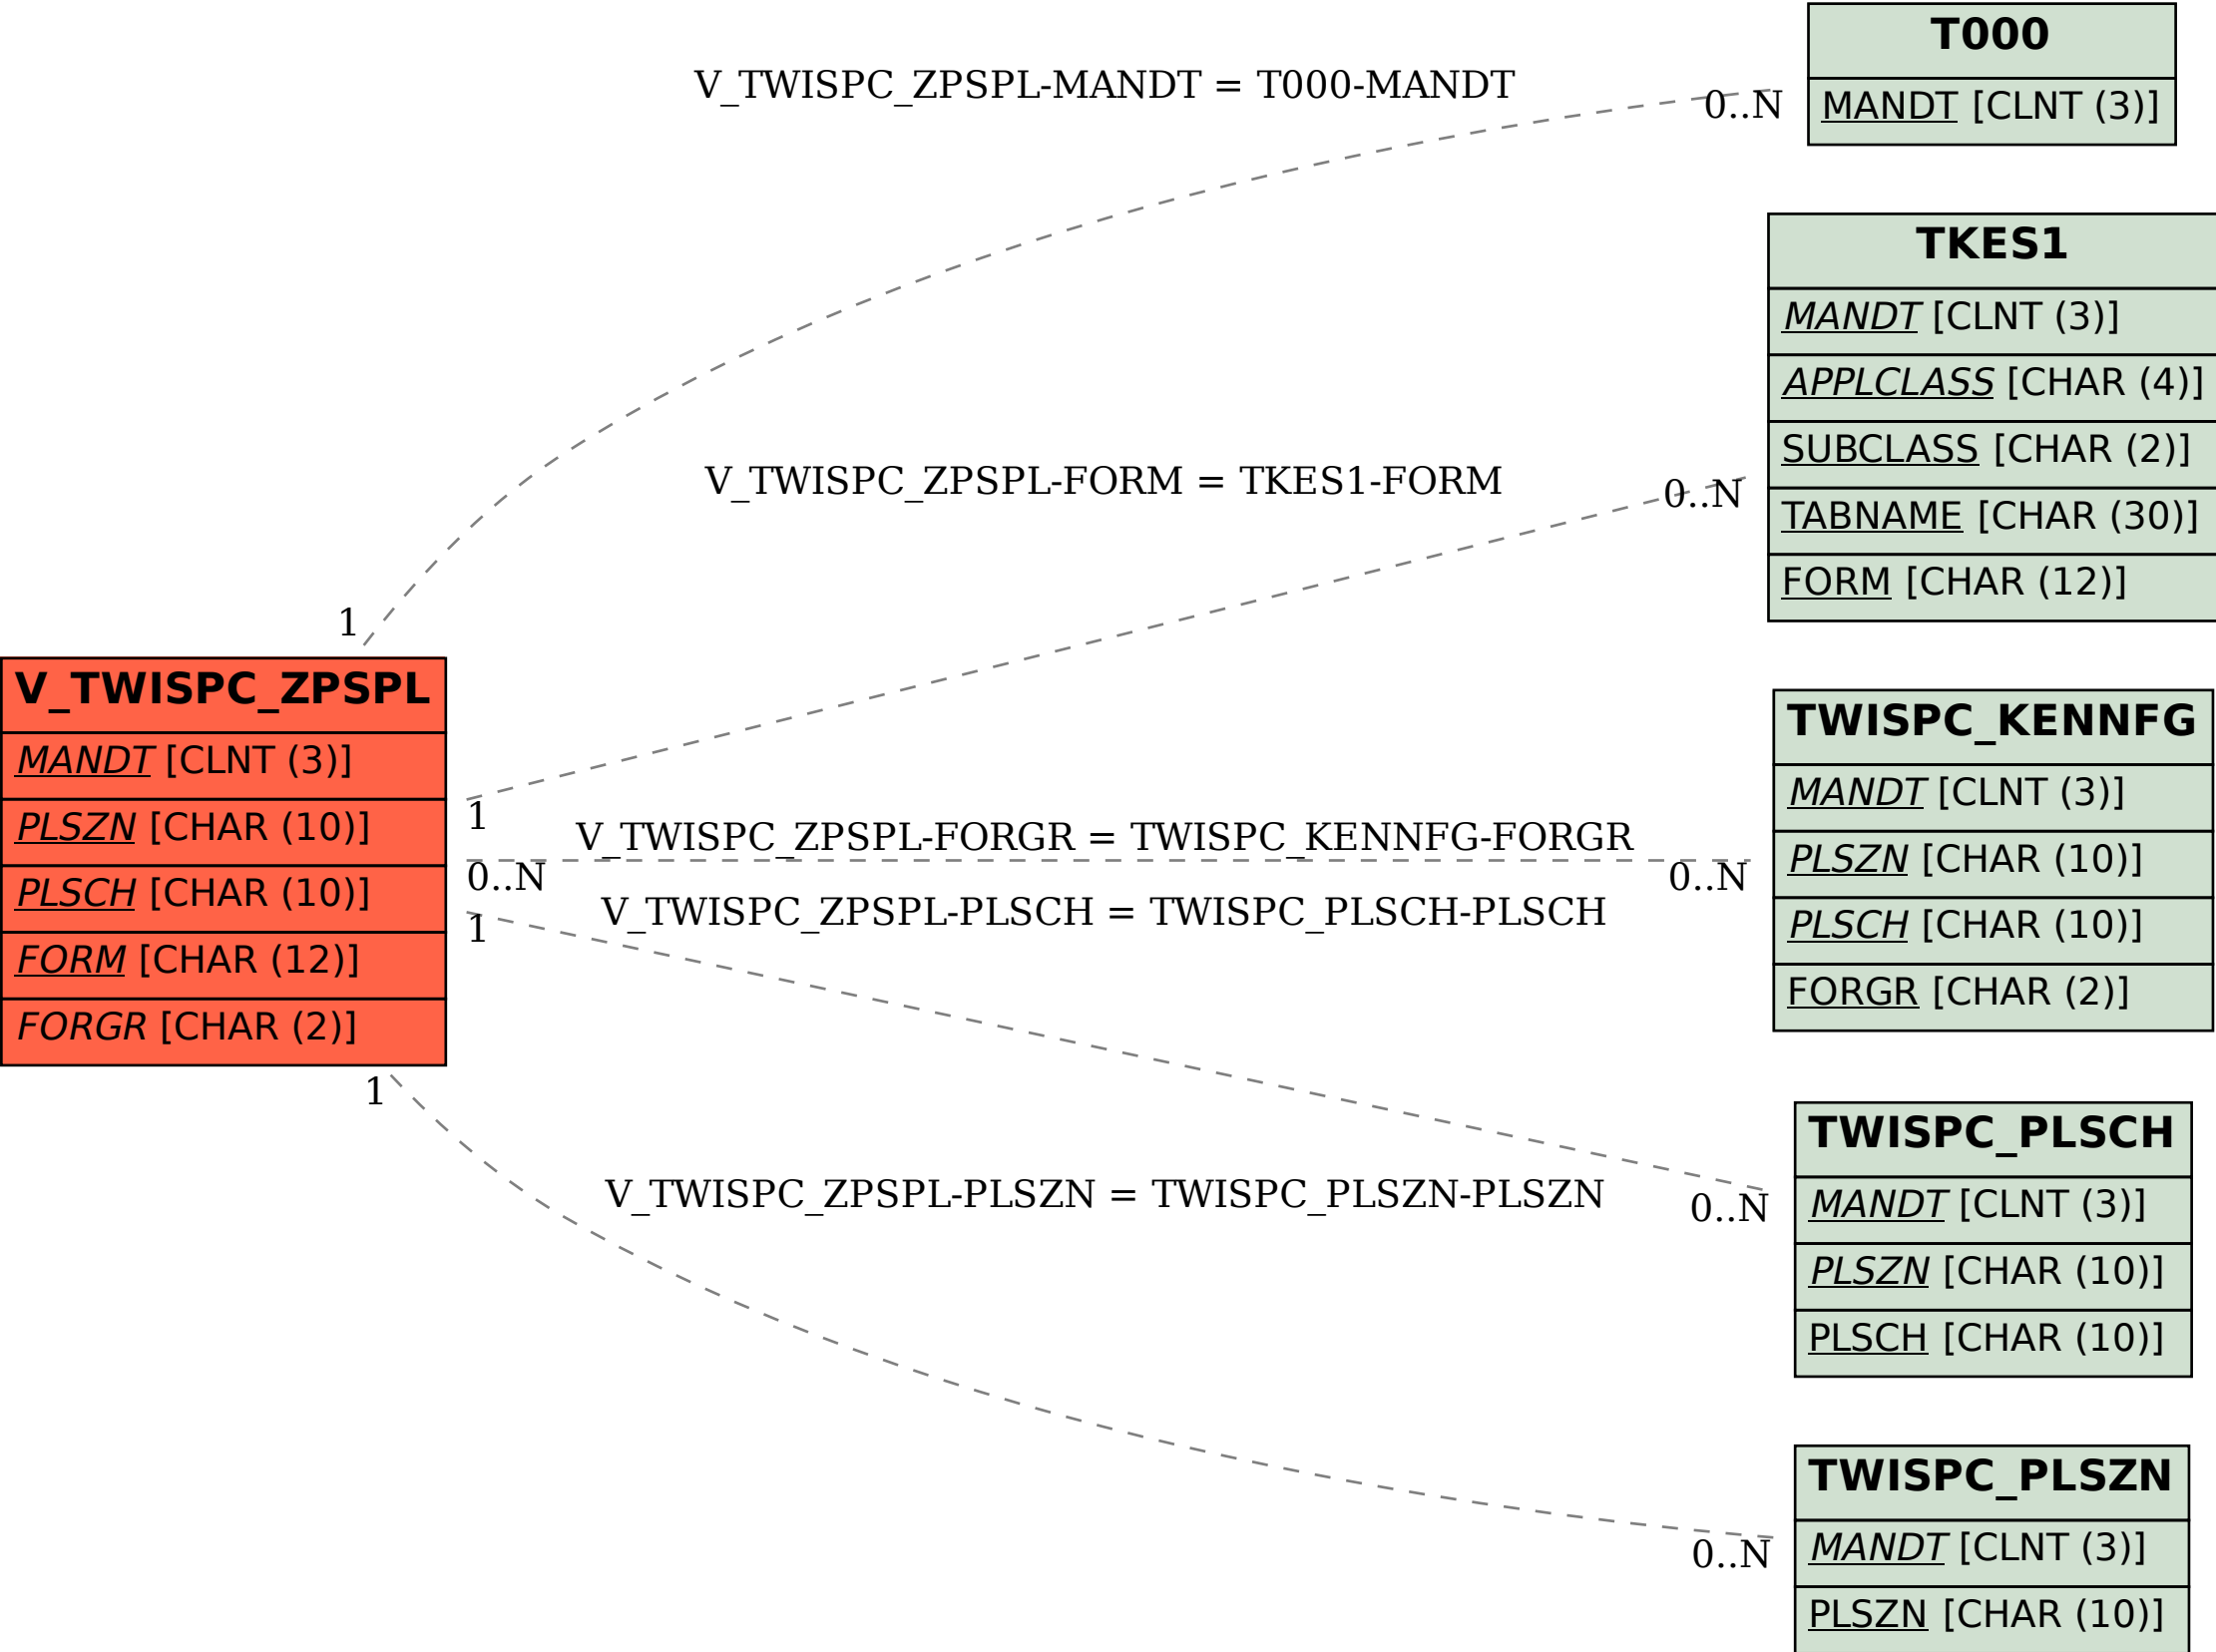 T000
MANDT [CLNT (3)]
V_TWISPC_ZPSPL-MANDT = T000-MANDT
0..N
1
TKES1
MANDT [CLNT (3)]
APPLCLASS [CHAR (4)]
SUBCLASS [CHAR (2)]
TABNAME [CHAR (30)]
FORM [CHAR (12)]
V_TWISPC_ZPSPL-FORM = TKES1-FORM
0..N
1
V_TWISPC_ZPSPL
MANDT [CLNT (3)]
PLSZN [CHAR (10)]
PLSCH [CHAR (10)]
FORM [CHAR (12)]
FORGR [CHAR (2)]
V_TWISPC_ZPSPL-FORGR = TWISPC_KENNFG-FORGR
0..N
0..N
TWISPC_KENNFG
MANDT [CLNT (3)]
PLSZN [CHAR (10)]
PLSCH [CHAR (10)]
FORGR [CHAR (2)]
V_TWISPC_ZPSPL-PLSCH = TWISPC_PLSCH-PLSCH
1
0..N
TWISPC_PLSCH
MANDT [CLNT (3)]
PLSZN [CHAR (10)]
PLSCH [CHAR (10)]
V_TWISPC_ZPSPL-PLSZN = TWISPC_PLSZN-PLSZN
1
0..N
TWISPC_PLSZN
MANDT [CLNT (3)]
PLSZN [CHAR (10)]